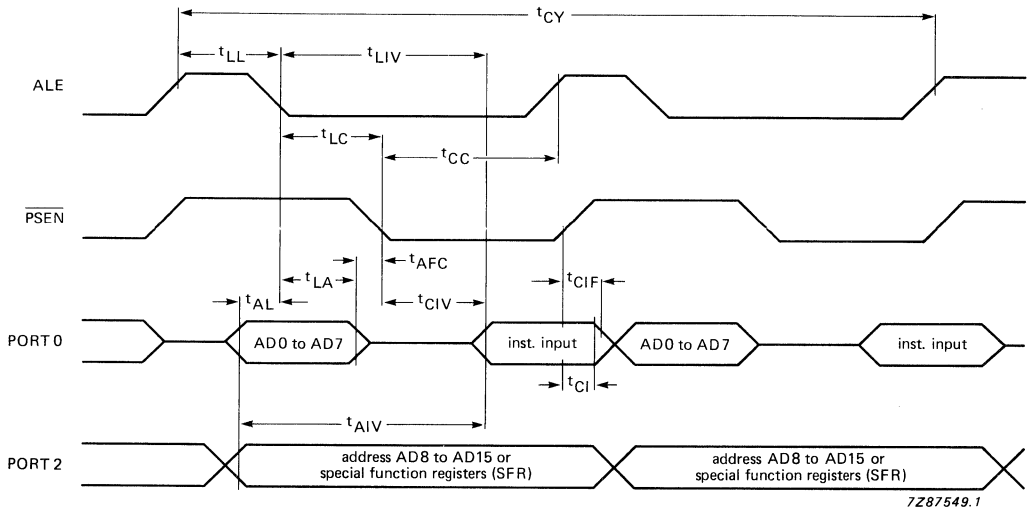 tCY
tLL
tLIV
ALE
tLC
tCC
PSEN
tAFC
tLA
tCIF
tAL
tCIV
PORT 0
AD0 to AD7
inst. input
AD0 to AD7
inst. input
tCI
tAIV
PORT 2
address AD8 to AD15 or
special function registers (SFR)
address AD8 to AD15 or
special function registers (SFR)
7Z87549.1